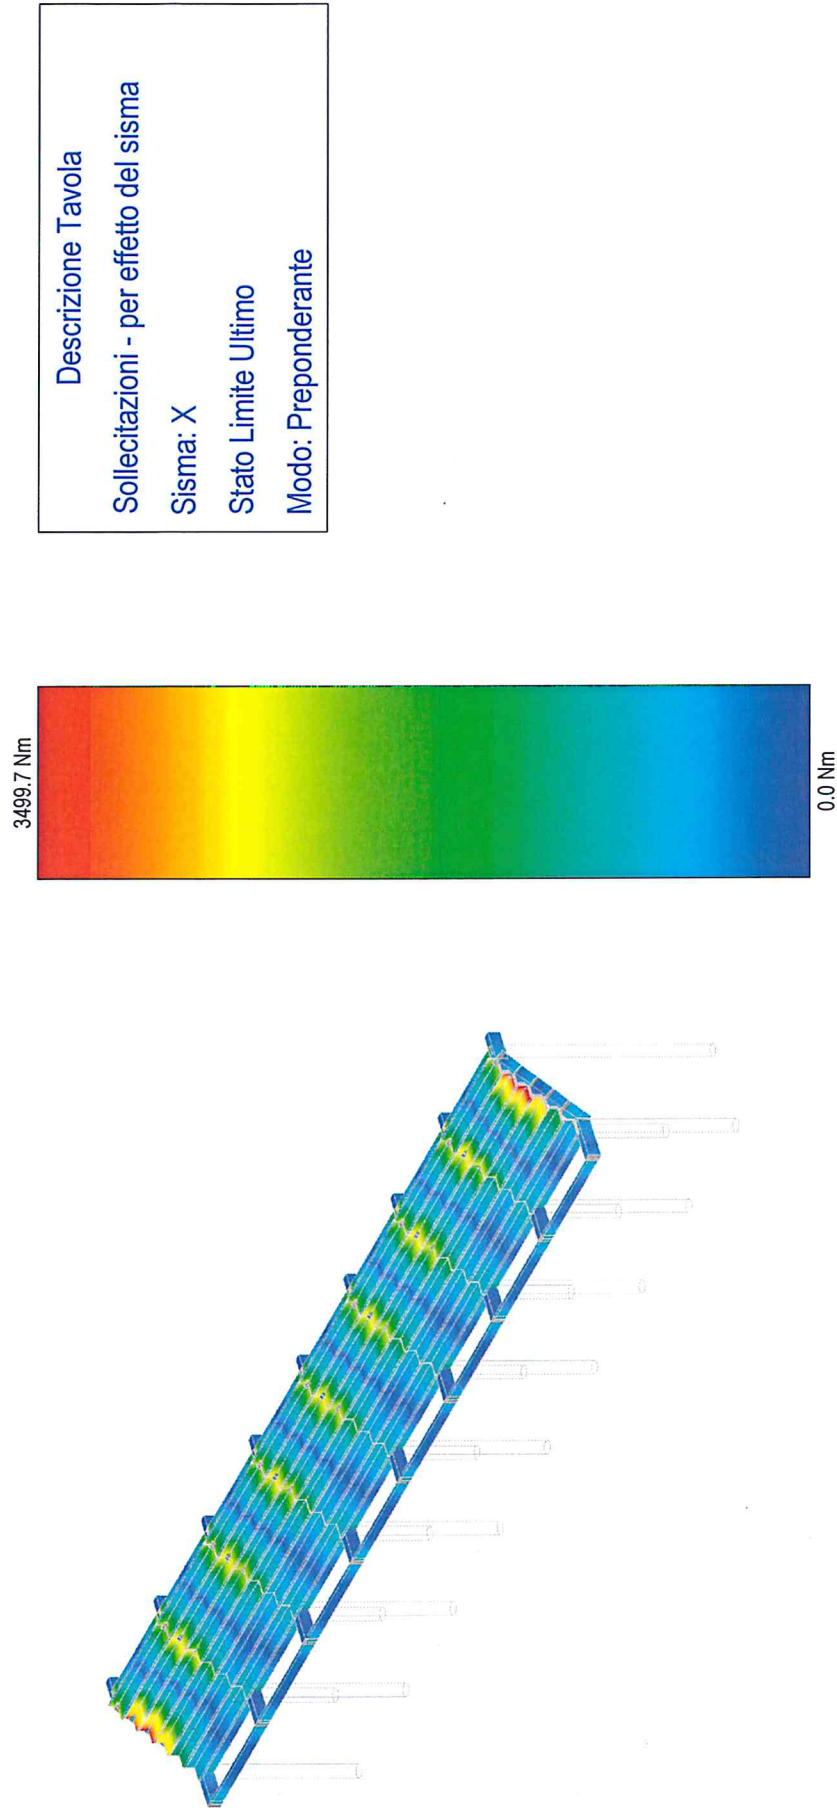 Descrizione Tavola
Sollecitazioni - per effetto del sisma
Sisma: X
Stato Limite Ultimo
Modo: Preponderante
3499.7 Nm
0.0 Nm